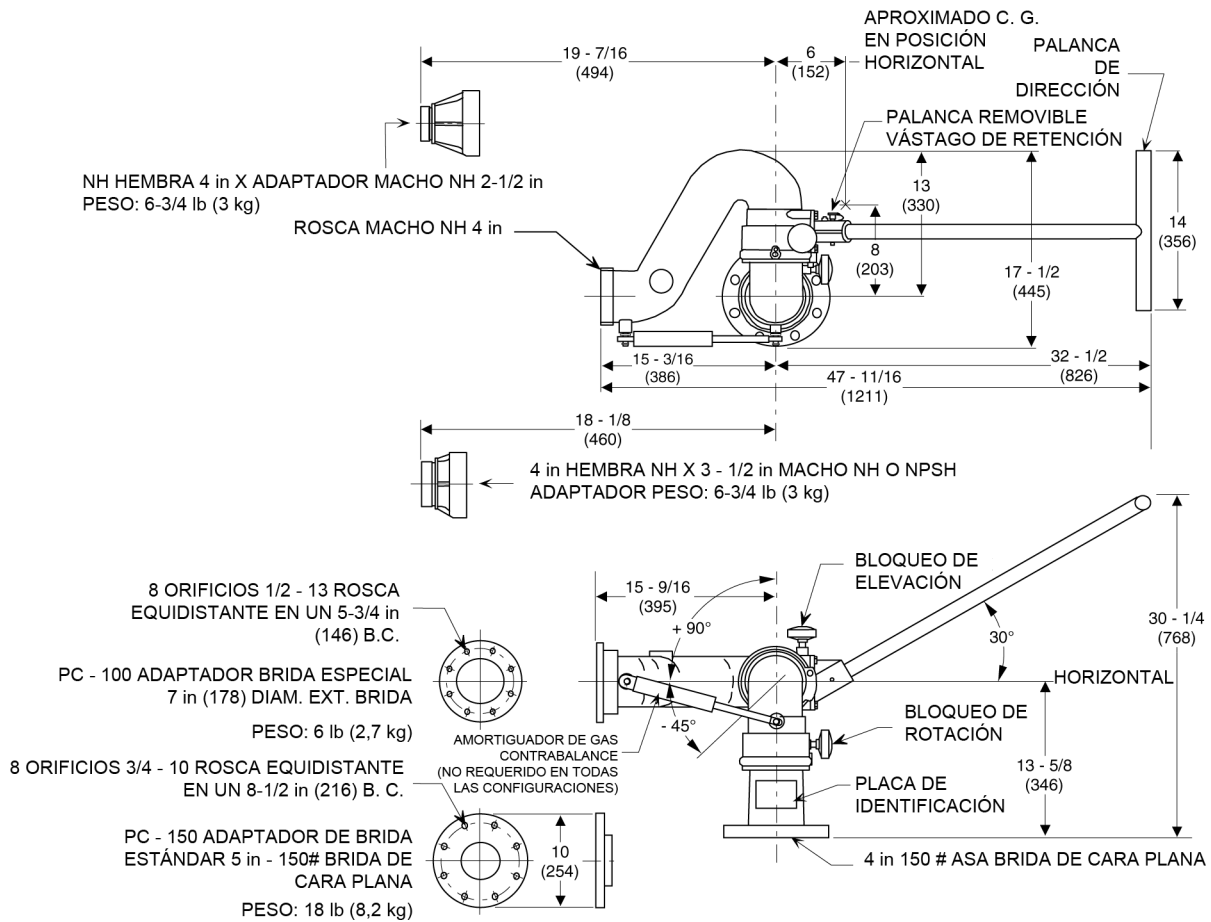 APROXIMADO C. G.
EN POSICIÓN
HORIZONTAL
PALANCA
DE
DIRECCIÓN
19 - 7/16
(494)
6
(152)
PALANCA REMOVIBLE
VÁSTAGO DE RETENCIÓN
NH HEMBRA 4 in X ADAPTADOR MACHO NH 2-1/2 in
PESO: 6-3/4 lb (3 kg)
ROSCA MACHO NH 4 in
13
(330)
8
(203)
14
(356)
17 - 1/2
(445)
15 - 3/16
(386)
32 - 1/2
(826)
47 - 11/16
(1211)
18 - 1/8
(460)
4 in HEMBRA NH X 3 - 1/2 in MACHO NH O NPSH
ADAPTADOR PESO: 6-3/4 lb (3 kg)
8 ORIFICIOS 1/2 - 13 ROSCA
EQUIDISTANTE EN UN 5-3/4 in
(146) B.C.
PC - 100 ADAPTADOR BRIDA ESPECIAL
7 in (178) DIAM. EXT. BRIDA
PESO: 6 lb (2,7 kg)
15 - 9/16
(395)
+ 90°
- 45°
BLOQUEO DE
ELEVACIÓN
30°
30 - 1/4
(768)
HORIZONTAL
AMORTIGUADOR DE GAS
CONTRABALANCE
(NO REQUERIDO EN TODAS
LAS CONFIGURACIONES)
BLOQUEO DE
ROTACIÓN
13 - 5/8
(346)
PLACA DE
IDENTIFICACIÓN
8 ORIFICIOS 3/4 - 10 ROSCA EQUIDISTANTE
EN UN 8-1/2 in (216) B. C.
PC - 150 ADAPTADOR DE BRIDA
ESTÁNDAR 5 in - 150# BRIDA DE
CARA PLANA
PESO: 18 lb (8,2 kg)
10
(254)
4 in 150 # ASA BRIDA DE CARA PLANA